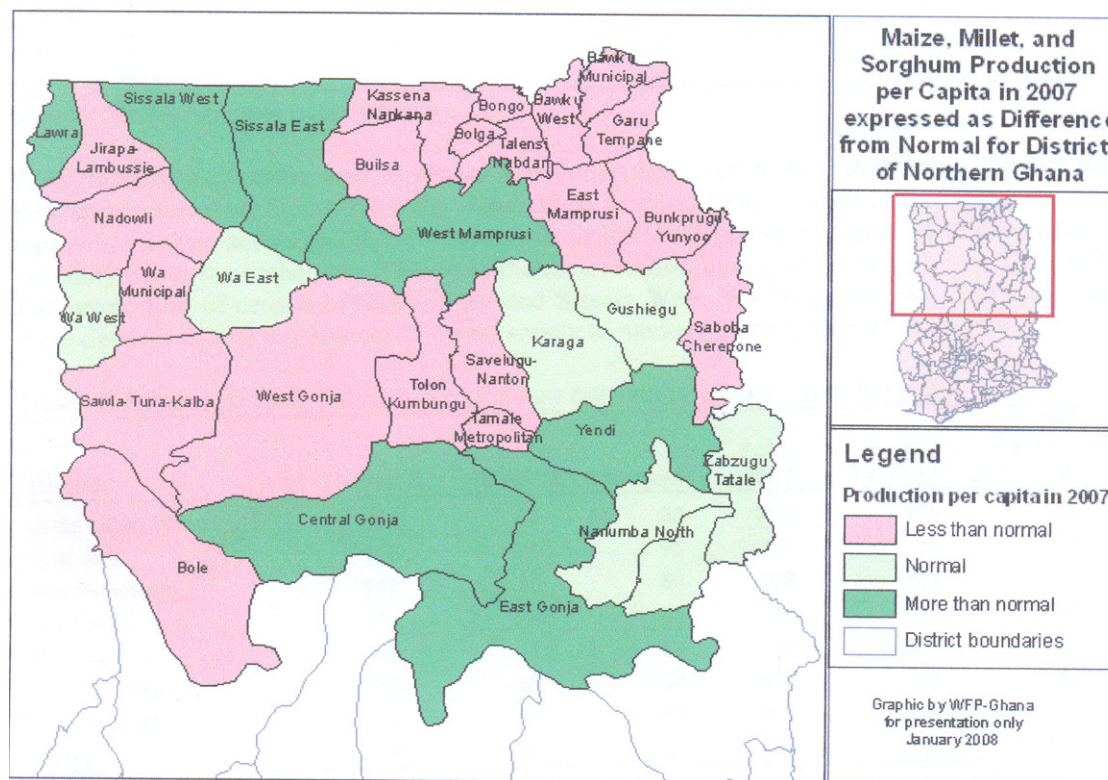 Maize, Millet, and
Sorghum Production
per Capita in 2007
expressed as Difference
from Normal for District
of Northern Ghana
Legend
Production per capita in 2007
Less than normal
Normal
More than normal
District boundaries
Graphic by WFP-Ghana
for presentation only
January 2008
Lawra
Sissala West
Sissala East
Jirapa-
Lambussie
Kassena
Nankana
Builsa
Bongo
Bolga
Talensi
Nabdan
Bawku
West
Bawku
Municipal
Garu
Tempane
Nadowli
West Mamprusi
East
Mamprusi
Bunkprugu
Yunyoo
Wa
Municipal
Wa East
Wa West
Karaga
Gushiegu
Saboba
Cherepone
Sawla-Tuna-Kalba
West Gonja
Tolon
Kumbungu
Savelugu-
Nanton
Tamale
Metropolitan
Yendi
Zabzugu
Tatale
Central Gonja
Nanumba North
Bole
East Gonja